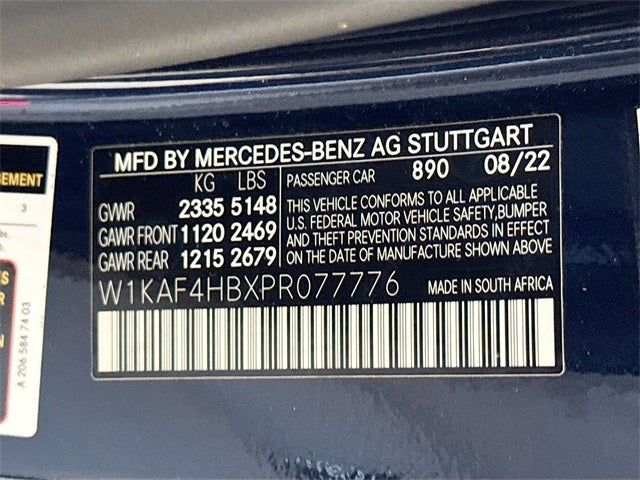 MFD BY MERCEDES-BENZ AG STUTTGART
KG LBS
GVWR 2335 5148
GAWR FRONT 1120 2469
GAWR REAR 1215 2679
PASSENGER CAR 890 08/22
THIS VEHICLE CONFORMS TO ALL APPLICABLE
U.S. FEDERAL MOTOR VEHICLE SAFETY,BUMPER
AND THEFT PREVENTION STANDARDS IN EFFECT
ON THE DATE OF MANUFACTURE SHOWN ABOVE
W1KAF4HBXPR077776 MADE IN SOUTH AFRICA
3
A 206 584 74 03